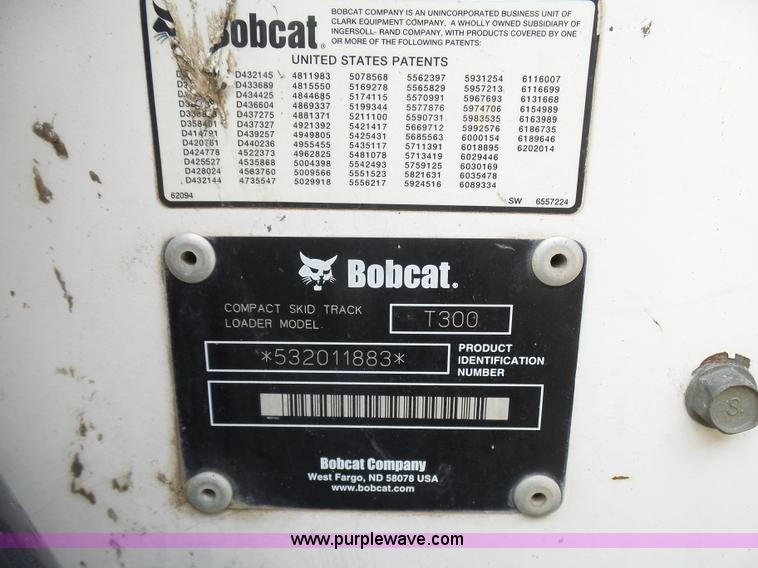 Bobcat®
BOBCAT COMPANY IS AN UNINCORPORATED BUSINESS UNIT OF
CLARK EQUIPMENT COMPANY, A WHOLLY OWNED SUBSIDIARY OF
INGERSOLL- RAND COMPANY, WITH PRODUCTS COVERED BY ONE
OR MORE OF THE FOLLOWING PATENTS:
UNITED STATES PATENTS
D432145 4811983 5078568 5562397 5931254 6116007
D433689 4815550 5169278 5565829 5957213 6116699
D434425 4844685 5174115 5570991 5967693 6131668
D436604 4869337 5199344 5577876 5974706 6154989
D437275 4881371 5211100 5590731 5983535 6163989
D358401 D437327 4921392 5421417 5669712 5992576 6186735
D414791 D439257 4949805 5425431 5685563 6000154 6189646
D420761 D440236 4955455 5435117 5711391 6018895 6202014
D424778 4522373 4962825 5481078 5713419 6029446
D425527 4535868 5004398 5542493 5759125 6030169
D428024 4563760 5009566 5551523 5821631 6035478
D432144 4735547 5029918 5556217 5924516 6089334
62094 SW 6557224
Bobcat®
COMPACT SKID TRACK
LOADER MODEL T300
*532011883* PRODUCT
IDENTIFICATION
NUMBER
Bobcat Company
West Fargo, ND 58078 USA
www.bobcat.com
S
www.purplewave.com